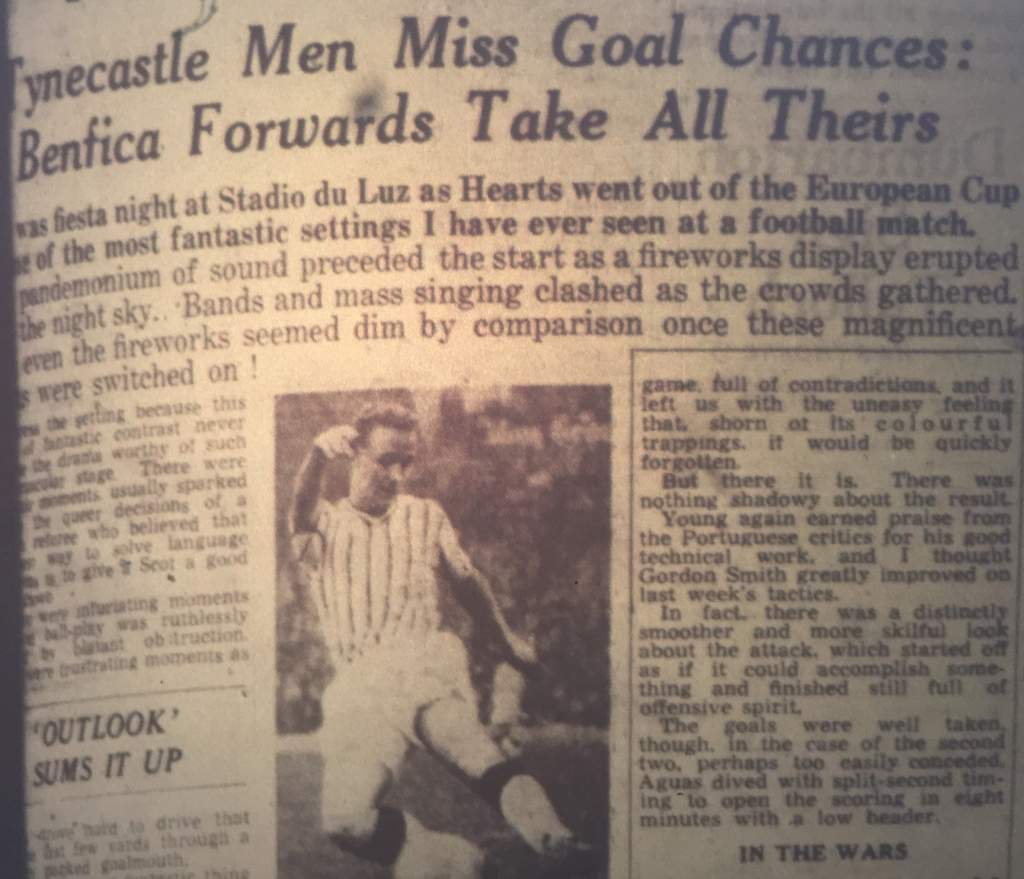 Tynecastle Men Miss Goal Chances:
Benfica Forwards Take All Theirs
was fiesta night at Stadio du Luz as Hearts went out of the European Cup
of the most fantastic settings I have ever seen at a football match.
pandemonium of sound preceded the start as a fireworks display erupted
the night sky.. Bands and mass singing clashed as the crowds gathered.
even the fireworks seemed dim by comparison once these magnificent
s were switched on !
the setting because this
fantastic contrast never
the drama worthy of such
stage. There were
moments, usually sparked
the queer decisions of a
referee who believed that
way to solve language
is to give a Scot a good
were infuriating moments
ball-play was ruthlessly
by blatant obstruction.
were frustrating moments as
'OUTLOOK'
SUMS IT UP
drove hard to drive that
last few yards through a
packed goalmouth.
thing
game, full of contradictions, and it
left us with the uneasy feeling
that, shorn of its colourful
trappings, it would be quickly
forgotten.
But there it is. There was
nothing shadowy about the result.
Young again earned praise from
the Portuguese critics for his good
technical work, and I thought
Gordon Smith greatly improved on
last week's tactics.
In fact, there was a distinctly
smoother and more skilful look
about the attack, which started off
as if it could accomplish some-
thing and finished still full of
offensive spirit.
The goals were well taken,
though, in the case of the second
two, perhaps too easily conceded.
Aguas dived with split-second tim-
ing to open the scoring in eight
minutes with a low header.
IN THE WARS